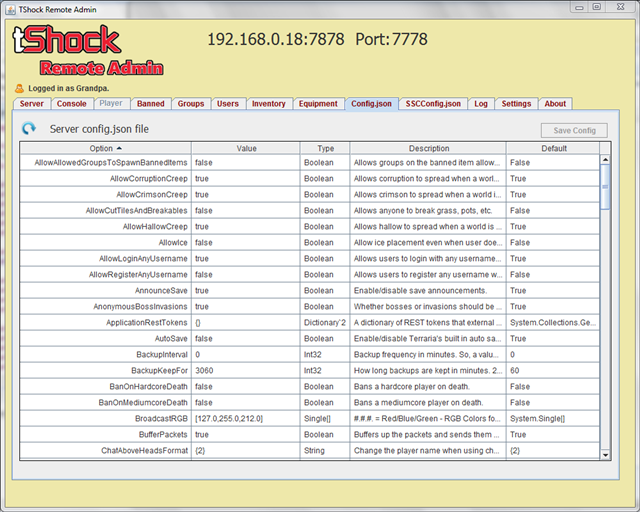 TShock Remote Admin
tShock
Remote Admin
192.168.0.18:7878 Port:7778
Logged in as Grandpa.
Server Console Player Banned Groups Users Inventory Equipment Config.json SSCConfig.json Log Settings About
Server config.json file
Save Config
Option Value Type Description Default
AllowAllowedGroupsToSpawnBannedItems false Boolean Allows groups on the banned item allow... False
AllowCorruptionCreep true Boolean Allows corruption to spread when a worl... True
AllowCrimsonCreep true Boolean Allows crimson to spread when a world i... True
AllowCutTilesAndBreakables false Boolean Allows anyone to break grass, pots, etc. False
AllowHallowCreep true Boolean Allows hallow to spread when a world is ... True
AllowIce false Boolean Allow ice placement even when user doe... False
AllowLoginAnyUsername true Boolean Allows users to login with any username... True
AllowRegisterAnyUsername false Boolean Allows users to register any username w... False
AnnounceSave true Boolean Enable/disable save announcements. True
AnonymousBossInvasions true Boolean Whether bosses or invasions should be ... True
ApplicationRestTokens {} Dictionary`2 A dictionary of REST tokens that external ... System.Collections.Ge...
AutoSave false Boolean Enable/disable Terraria's built in auto sa... True
BackupInterval 0 Int32 Backup frequency in minutes. So, a valu... 0
BackupKeepFor 3060 Int32 How long backups are kept in minutes. 2... 60
BanOnHardcoreDeath false Boolean Bans a hardcore player on death. False
BanOnMediumcoreDeath false Boolean Bans a mediumcore player on death. False
BroadcastRGB [127.0,255.0,212.0] Single[] #.#.#. = Red/Blue/Green - RGB Colors fo... System.Single[]
BufferPackets true Boolean Buffers up the packets and sends them ... True
ChatAboveHeadsFormat {2} String Change the player name when using ch... {2}